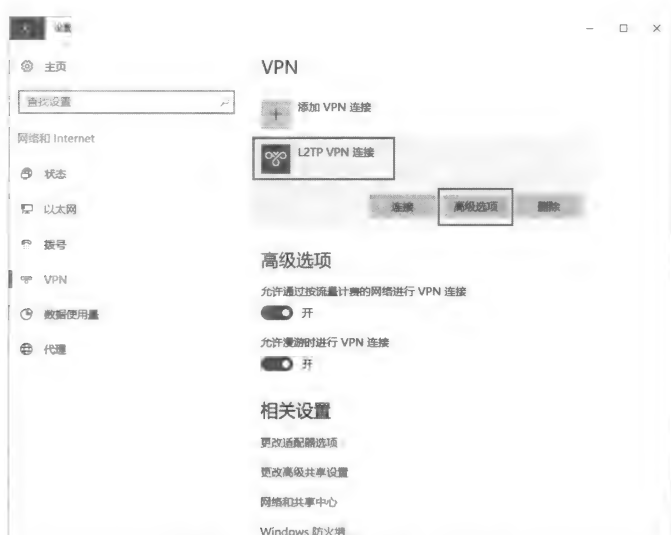 设置
主页
查找设置
网络和 Internet
状态
以太网
拨号
VPN
数据使用量
代理
VPN
添加 VPN 连接
L2TP VPN 连接
连接 高级选项 删除
高级选项
允许通过按流量计费的网络进行 VPN 连接
开
允许漫游时进行 VPN 连接
开
相关设置
更改适配器选项
更改高级共享设置
网络和共享中心
Windows 防火墙